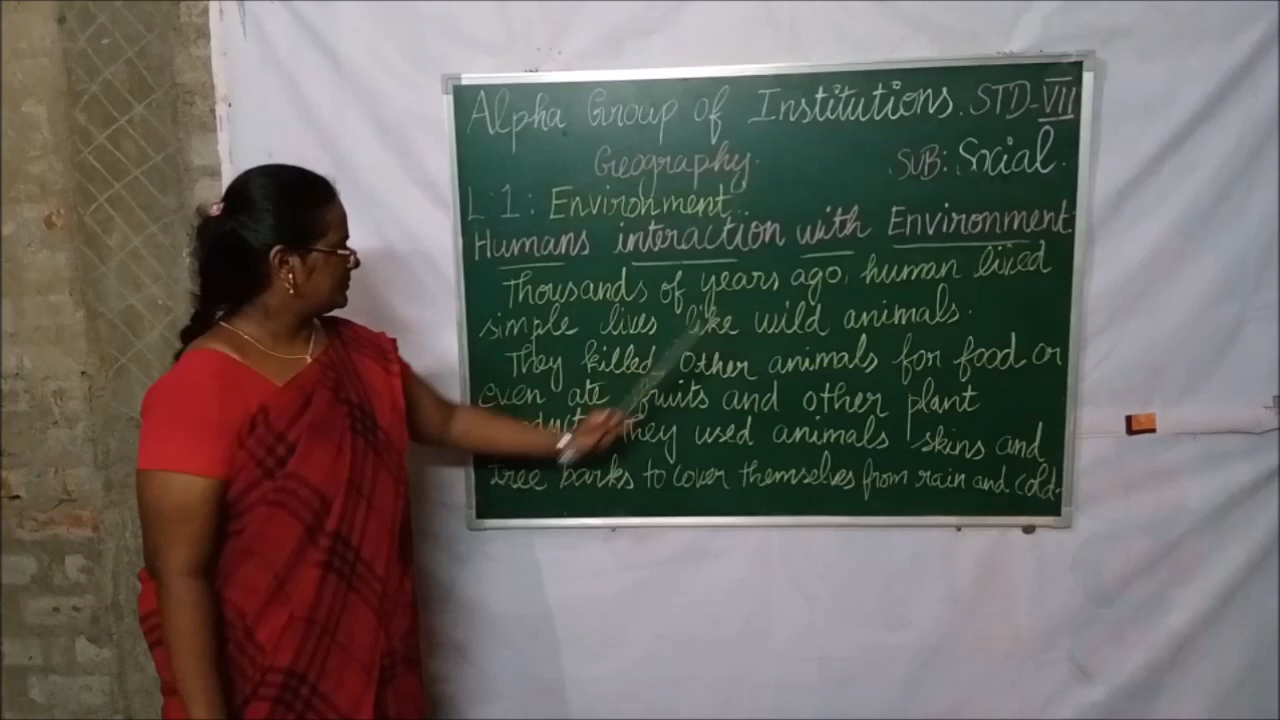 Alpha Group of Institutions. STD-VII
Geography. SUB: Social.
L.1: Environment.
Humans interaction with Environment.
Thousands of years ago, human lived
simple lives like wild animals.
They killed other animals for food or
even ate fruits and other plant
They used animals skins and
tree barks to cover themselves from rain and cold.